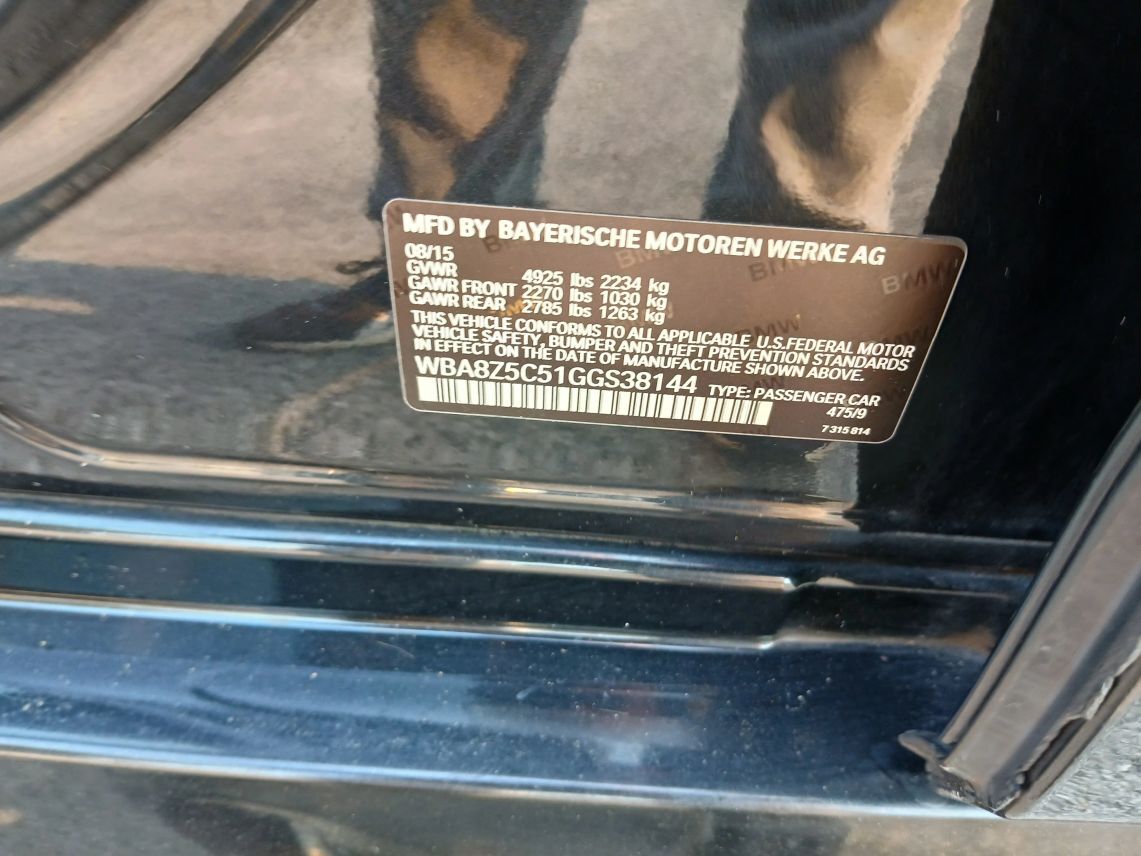 MFD BY BAYERISCHE MOTOREN WERKE AG
08/15
GVWR 4925 lbs 2234 kg
GAWR FRONT 2270 lbs 1030 kg
GAWR REAR 2785 lbs 1263 kg
THIS VEHICLE CONFORMS TO ALL APPLICABLE U.S.FEDERAL MOTOR
VEHICLE SAFETY, BUMPER AND THEFT PREVENTION STANDARDS
IN EFFECT ON THE DATE OF MANUFACTURE SHOWN ABOVE.
WBA8Z5C51GGS38144 TYPE: PASSENGER CAR
475/9
7 315 814
BMW
BMW